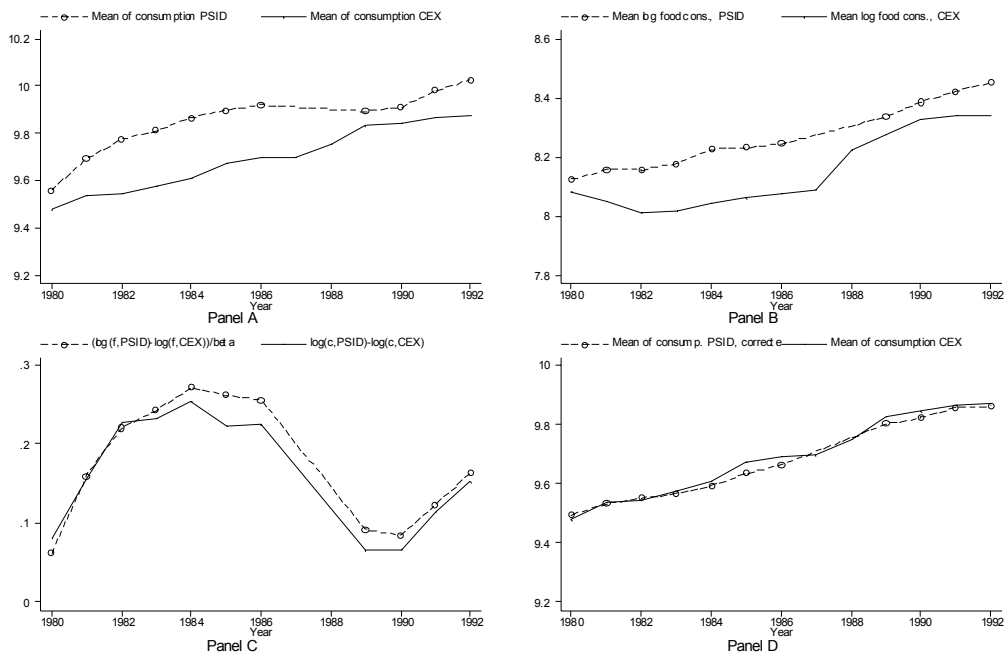 Mean of consumption PSID Mean of consumption CEX
10.2
10
9.8
9.6
9.4
9.2
1980 1982 1984 1986 1988 1990 1992
Year
Panel A
Mean log food cons., PSID Mean log food cons., CEX
8.6
8.4
8.2
8
7.8
1980 1982 1984 1986 1988 1990 1992
Year
Panel B
(log(f,PSID)-log(f,CEX))/beta log(c,PSID)-log(c,CEX)
.3
.2
.1
0
1980 1982 1984 1986 1988 1990 1992
Year
Panel C
Mean of consump. PSID, correcte Mean of consumption CEX
10
9.8
9.6
9.4
9.2
1980 1982 1984 1986 1988 1990 1992
Year
Panel D